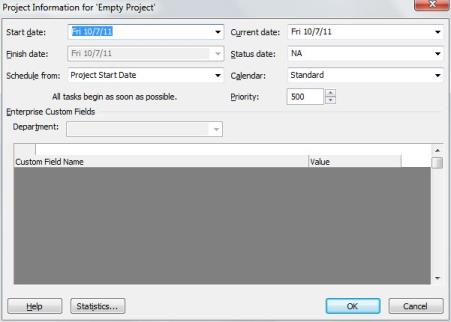 Project Information for 'Empty Project'
Start date: Fri 10/7/11 Current date: Fri 10/7/11
Finish date: Fri 10/7/11 Status date: NA
Schedule from: Project Start Date Calendar: Standard
All tasks begin as soon as possible. Priority: 500
Enterprise Custom Fields
Department:
Custom Field Name Value
Help Statistics... OK Cancel